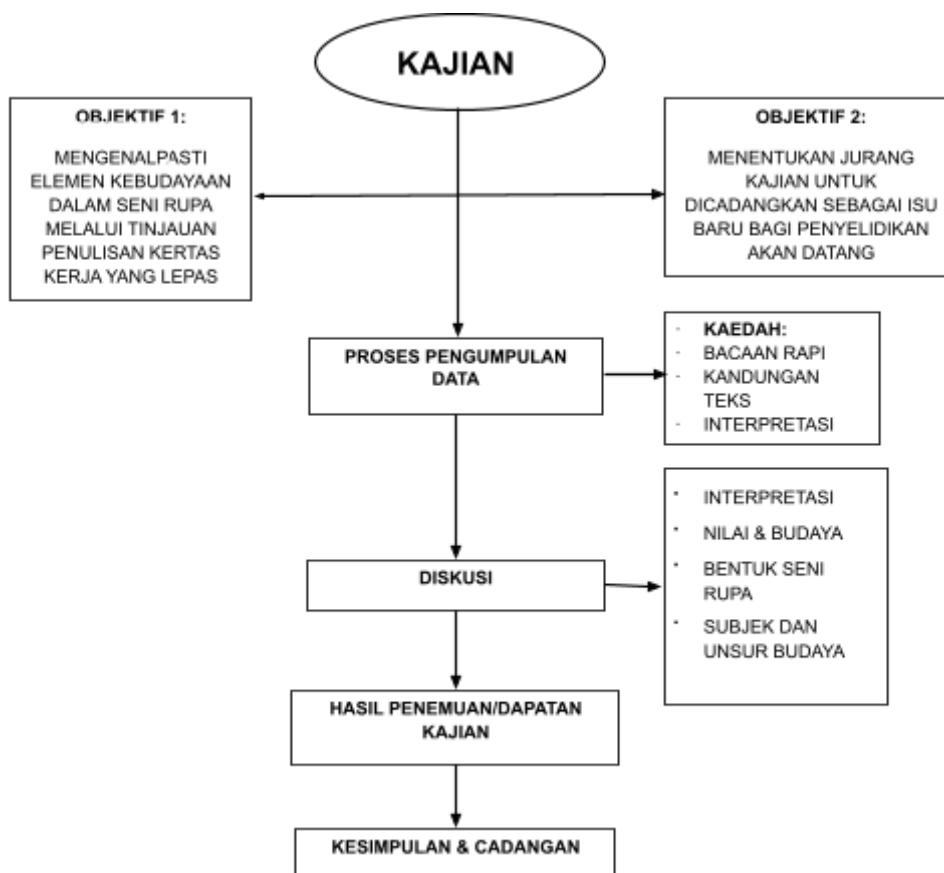 KAJIAN
OBJEKTIF 1:
MENGENALPASTI
ELEMEN KEBUDAYAAN
DALAM SENI RUPA
MELALUI TINJAUAN
PENULISAN KERTAS
KERJA YANG LEPAS
OBJEKTIF 2:
MENENTUKAN JURANG
KAJIAN UNTUK
DICADANGKAN SEBAGAI ISU
BARU BAGI PENYELIDIKAN
AKAN DATANG
PROSES PENGUMPULAN
DATA
- KAEDAH:
- BACAAN RAPI
- KANDUNGAN
TEKS
- INTERPRETASI
DISKUSI
• INTERPRETASI
• NILAI & BUDAYA
• BENTUK SENI
RUPA
• SUBJEK DAN
UNSUR BUDAYA
HASIL PENEMUAN/DAPATAN
KAJIAN
KESIMPULAN & CADANGAN